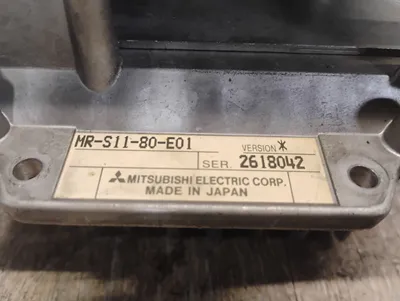 MR-S11-80-E01
VERSION *
SER. 2618042
MITSUBISHI ELECTRIC CORP.
MADE IN JAPAN